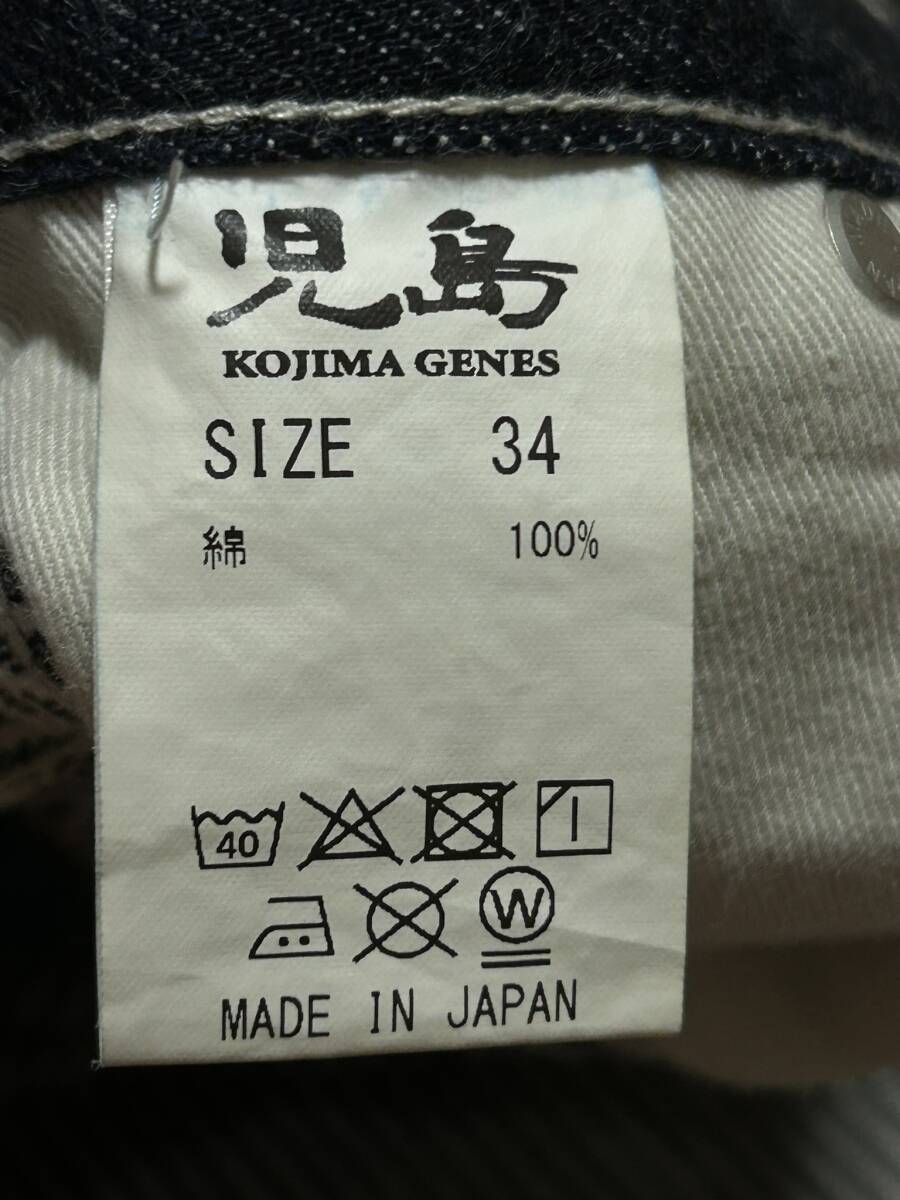 児島
KOJIMA GENES
SIZE 34
綿 100%
40
W
MADE IN JAPAN